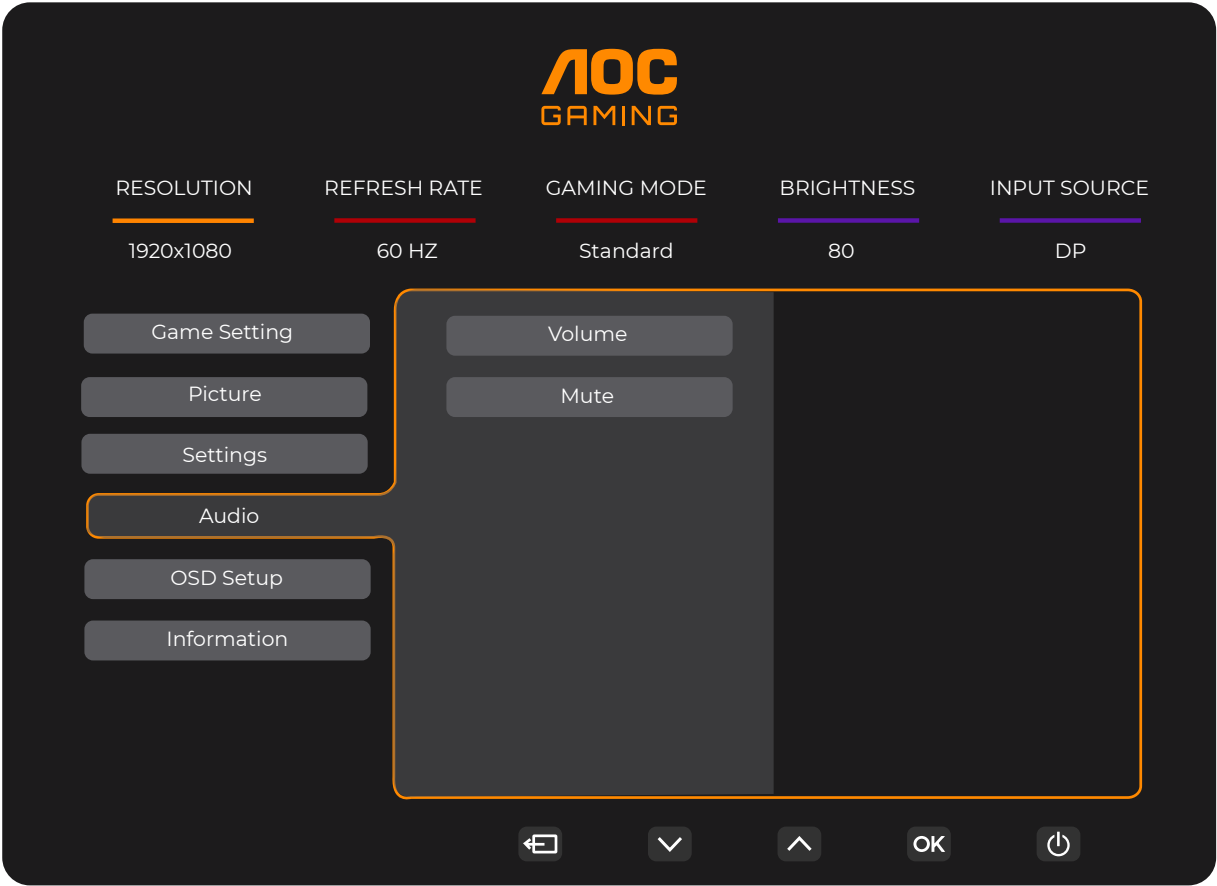 AOC
GAMING
RESOLUTION REFRESH RATE GAMING MODE BRIGHTNESS INPUT SOURCE
1920x1080 60 HZ Standard 80 DP
Game Setting Volume
Picture Mute
Settings
Audio
OSD Setup
Information
OK